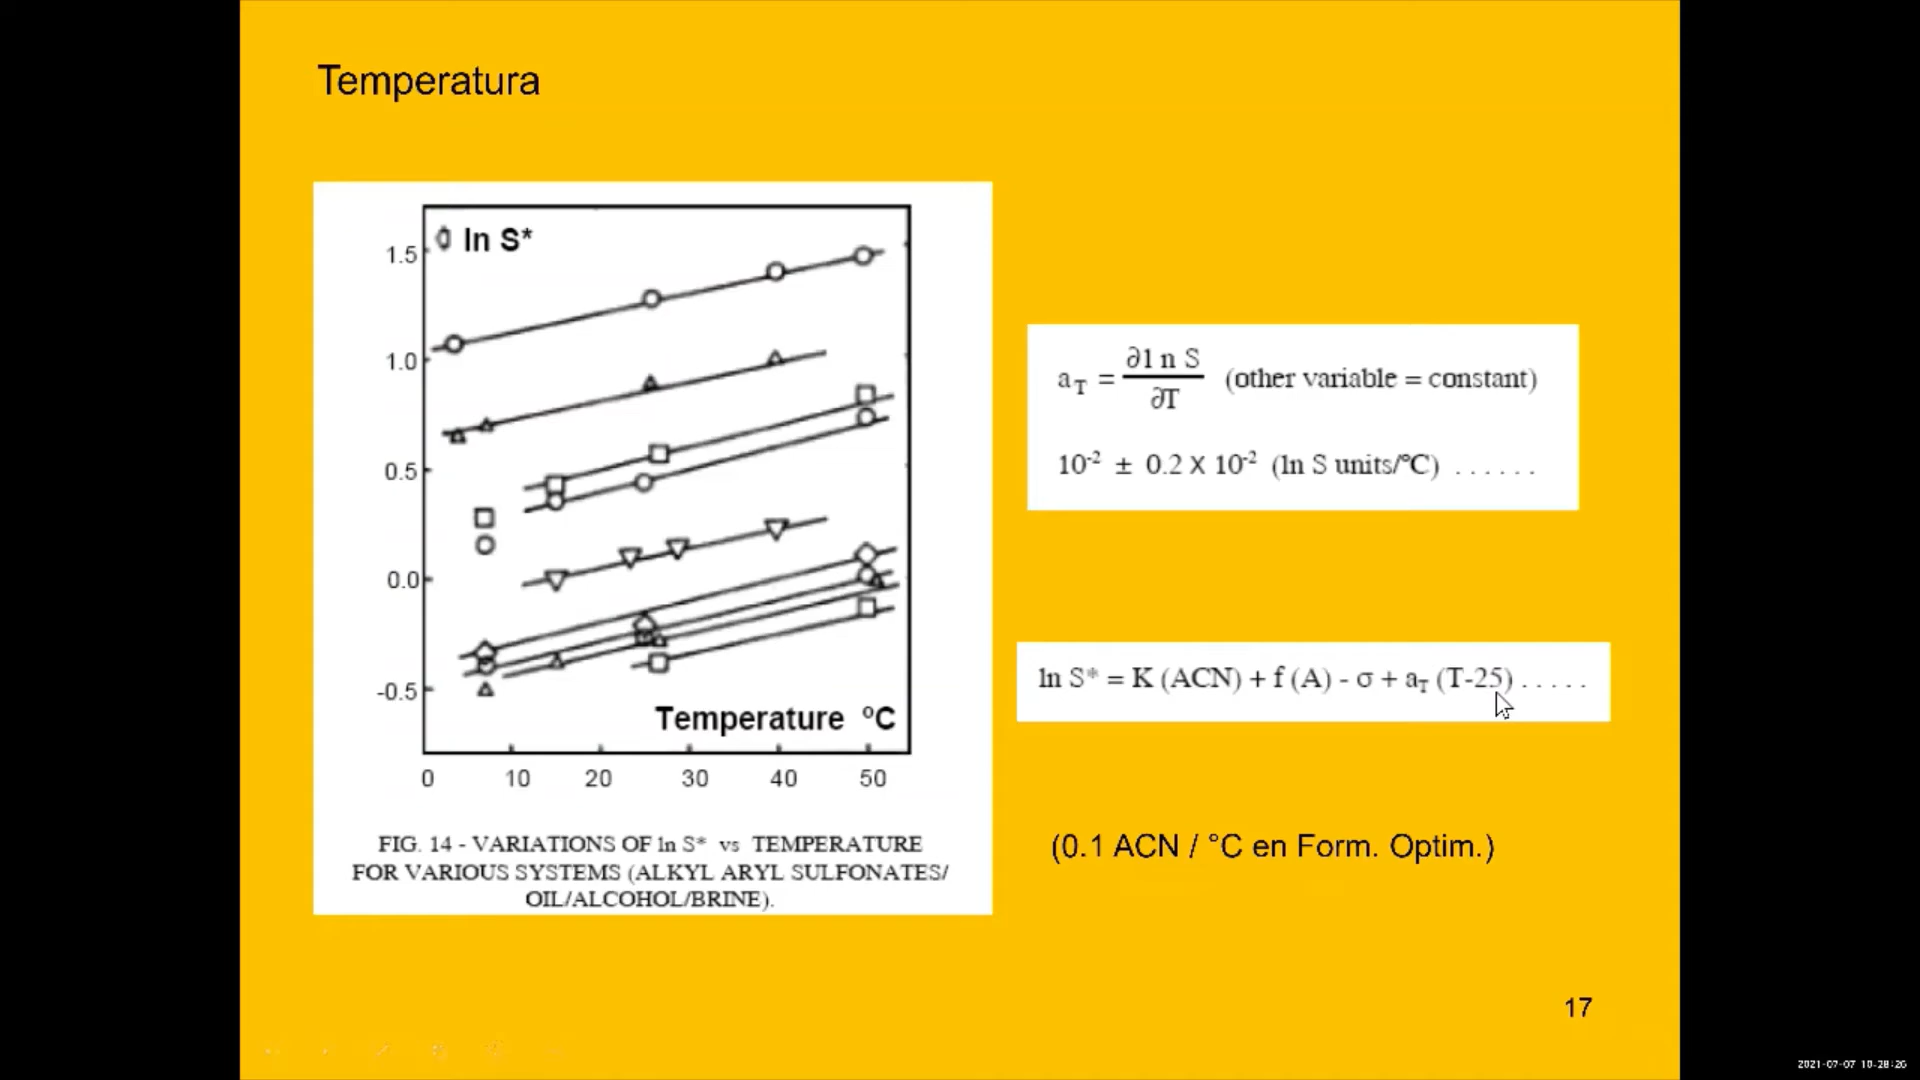 Temperatura
ln S*
1.5
1.0
0.5
0.0
-0.5
Temperature ºC
0 10 20 30 40 50
FIG. 14 - VARIATIONS OF ln S* vs TEMPERATURE
FOR VARIOUS SYSTEMS (ALKYL ARYL SULFONATES/
OIL/ALCOHOL/BRINE).
a_T = ∂l n S / ∂T (other variable = constant)
10⁻² ± 0.2 X 10⁻² (ln S units/ºC) . . . . . .
ln S* = K (ACN) + f (A) - σ + a_T (T-25) . . . . .
(0.1 ACN / °C en Form. Optim.)
17
2021-07-07 10:28:26